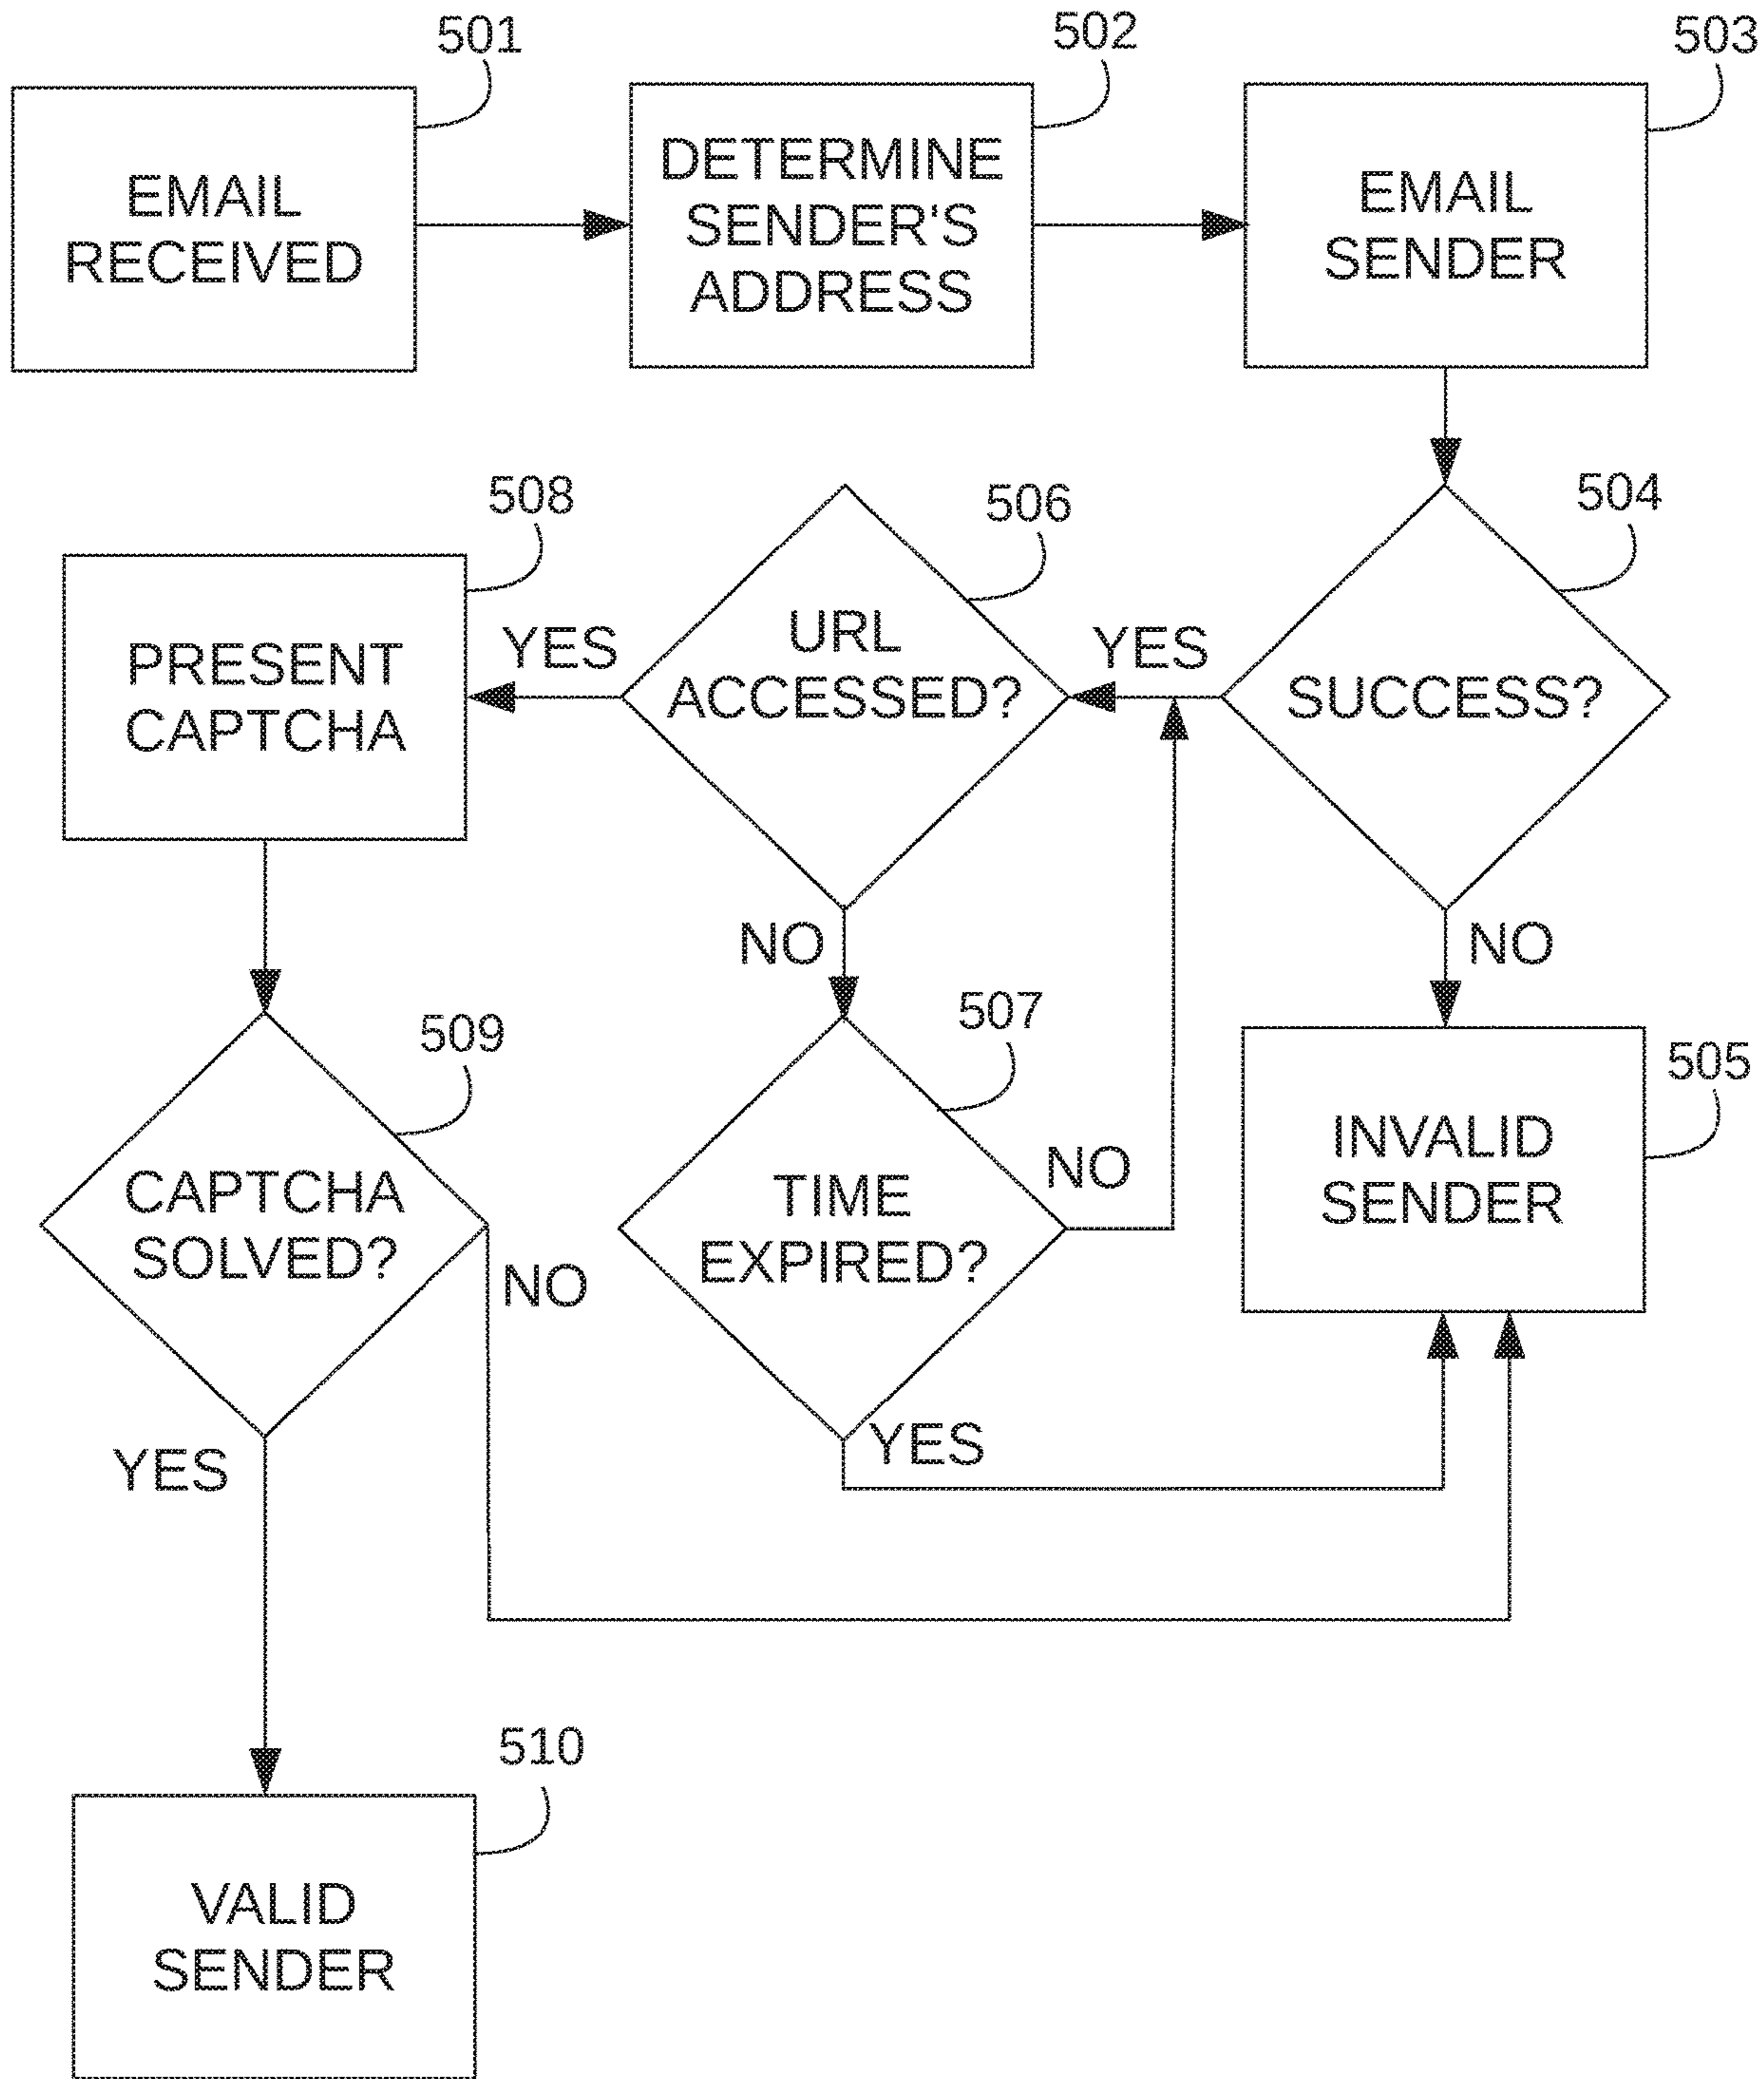 501
EMAIL
RECEIVED
502
DETERMINE
SENDER'S
ADDRESS
503
EMAIL
SENDER
504
SUCCESS?
YES
NO
506
URL
ACCESSED?
YES
NO
508
PRESENT
CAPTCHA
509
CAPTCHA
SOLVED?
NO
YES
507
TIME
EXPIRED?
NO
YES
505
INVALID
SENDER
510
VALID
SENDER